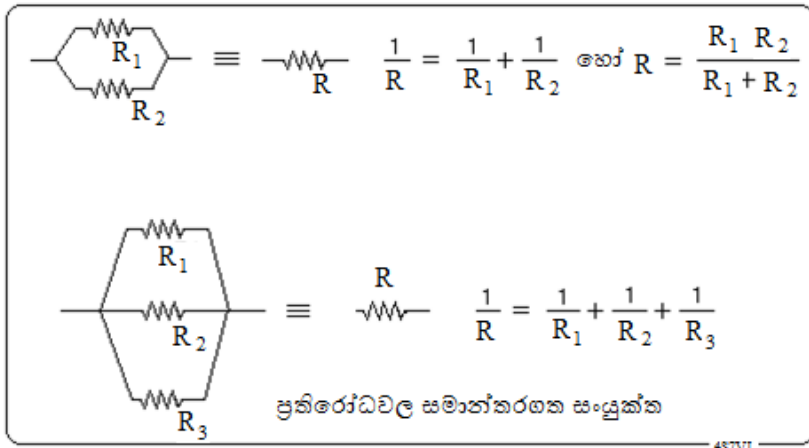 R₁
R₂
≡ R 1/R = 1/R₁ + 1/R₂ හෝ R = R₁ R₂ / R₁ + R₂
R₁
R₂
R₃
≡ R 1/R = 1/R₁ + 1/R₂ + 1/R₃
ප්‍රතිරෝධවල සමාන්තරගත සංයුක්ත